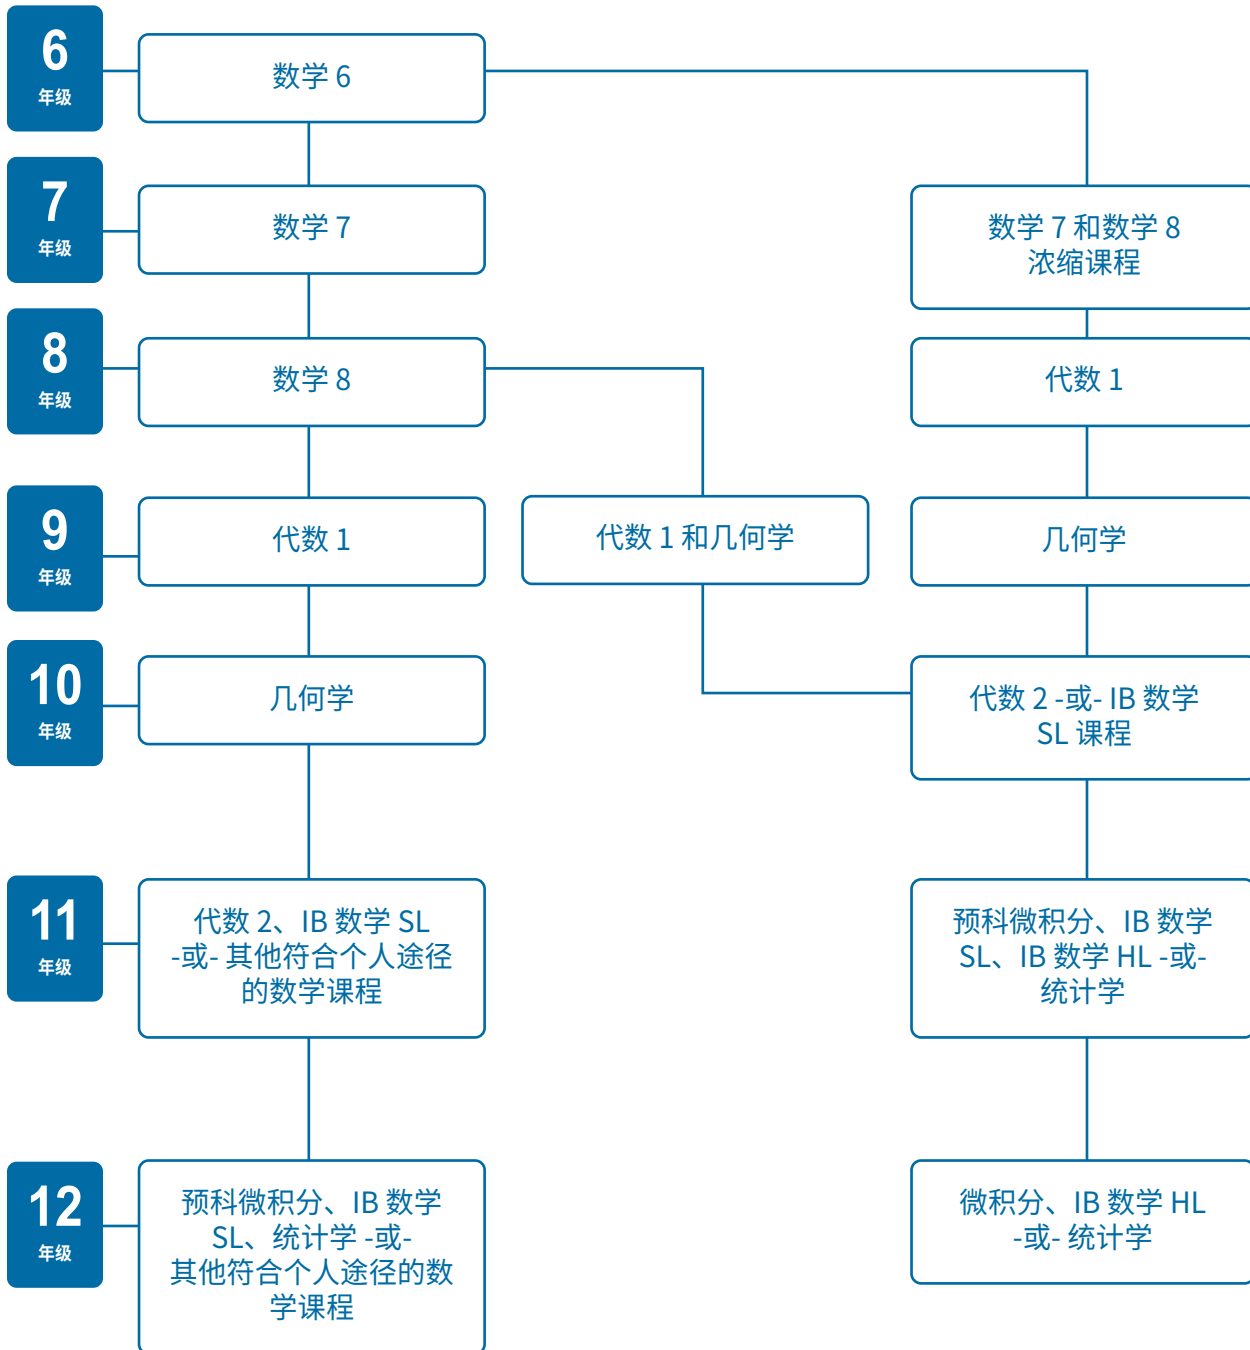 6
年级
数学 6
7
年级
数学 7
数学 7 和数学 8
浓缩课程
8
年级
数学 8
代数 1
9
年级
代数 1
代数 1 和几何学
几何学
10
年级
几何学
代数 2 -或- IB 数学
SL 课程
11
年级
代数 2、IB 数学 SL
-或- 其他符合个人途径
的数学课程
预科微积分、IB 数学
SL、IB 数学 HL -或-
统计学
12
年级
预科微积分、IB 数学
SL、统计学 -或-
其他符合个人途径的数
学课程
微积分、IB 数学 HL
-或- 统计学